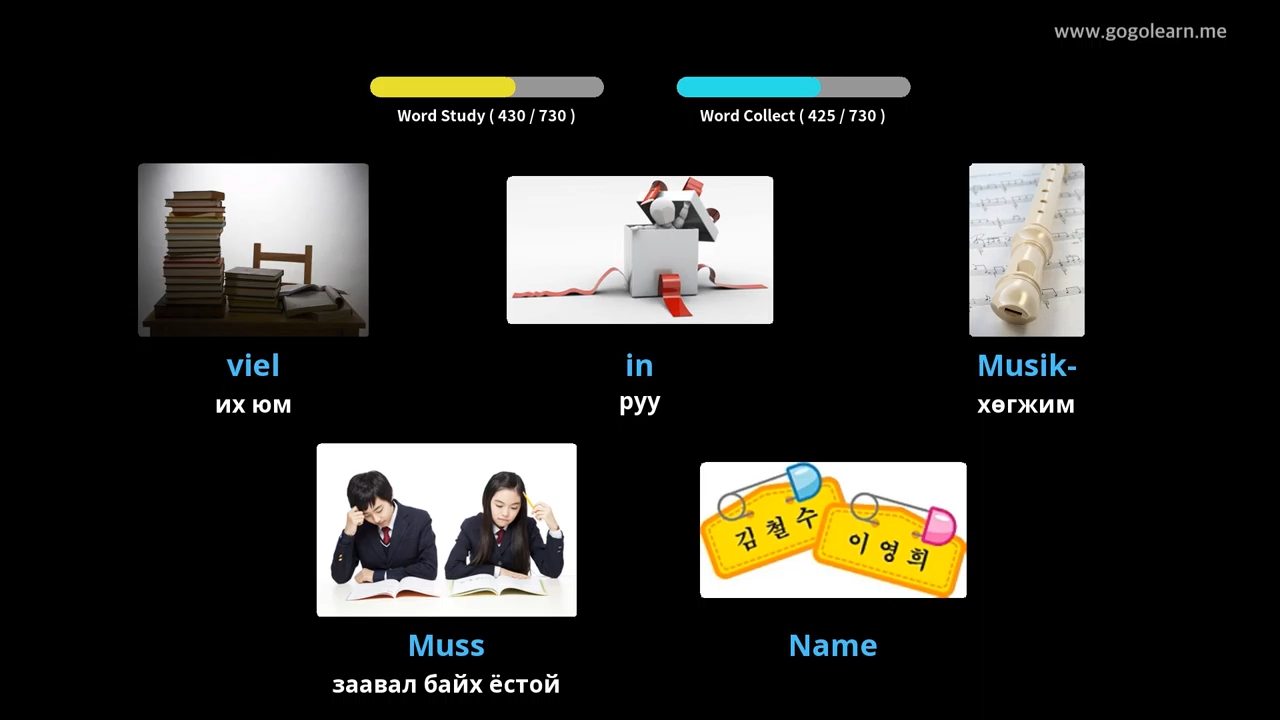 www.gogolearn.me
Word Study ( 430 / 730 )
Word Collect ( 425 / 730 )
viel
их юм
in
руу
Musik-
хөгжим
김철수
이영희
Muss
заавал байх ёстой
Name